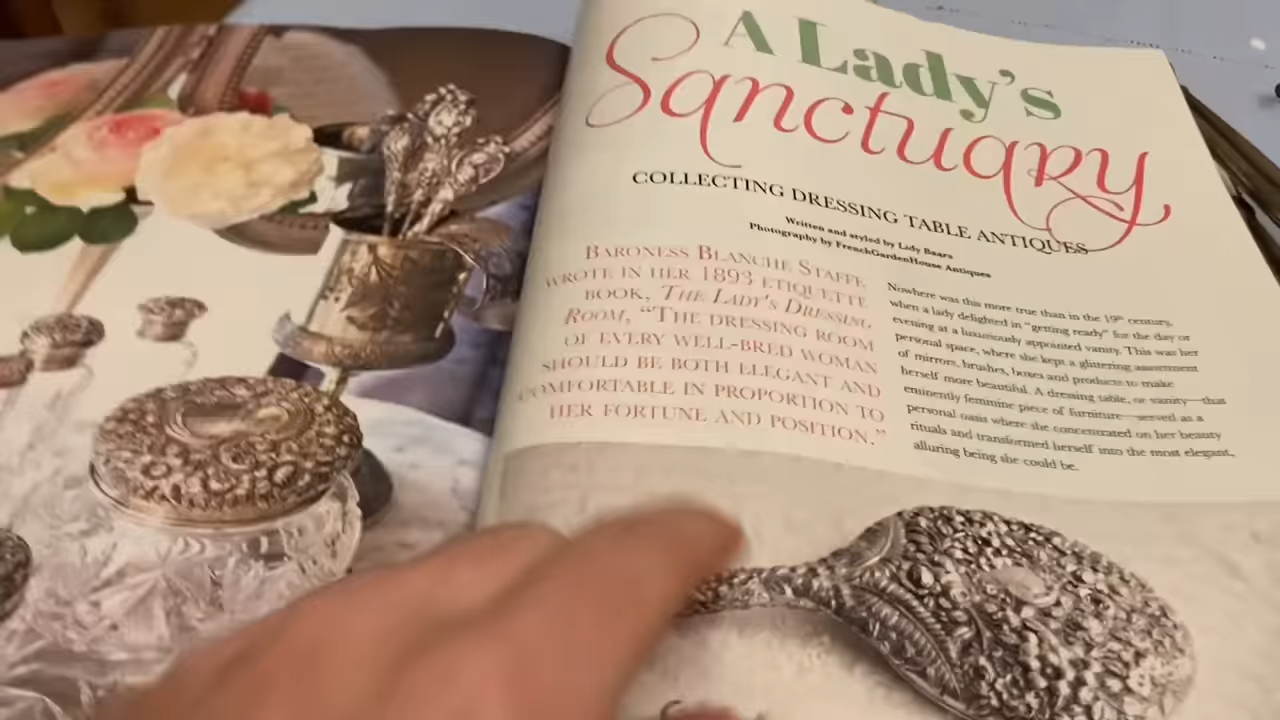 A Lady's
Sanctuary
COLLECTING DRESSING TABLE ANTIQUES
Written and styled by Lidy Baars
Photography by FrenchGardenHouse Antiques
BARONESS BLANCHE STAFFE
WROTE IN HER 1893 ETIQUETTE
BOOK, THE LADY'S DRESSING
ROOM, “THE DRESSING ROOM
OF EVERY WELL-BRED WOMAN
SHOULD BE BOTH ELEGANT AND
COMFORTABLE IN PROPORTION TO
HER FORTUNE AND POSITION.”
Nowhere was this more true than in the 19th century,
when a lady delighted in “getting ready” for the day or
evening at a luxuriously appointed vanity. This was her
personal space, where she kept a glittering assortment
of mirrors, brushes, boxes and products to make
herself more beautiful. A dressing table, or vanity—that
eminently feminine piece of furniture—served as a
personal oasis where she concentrated on her beauty
rituals and transformed herself into the most elegant,
alluring being she could be.